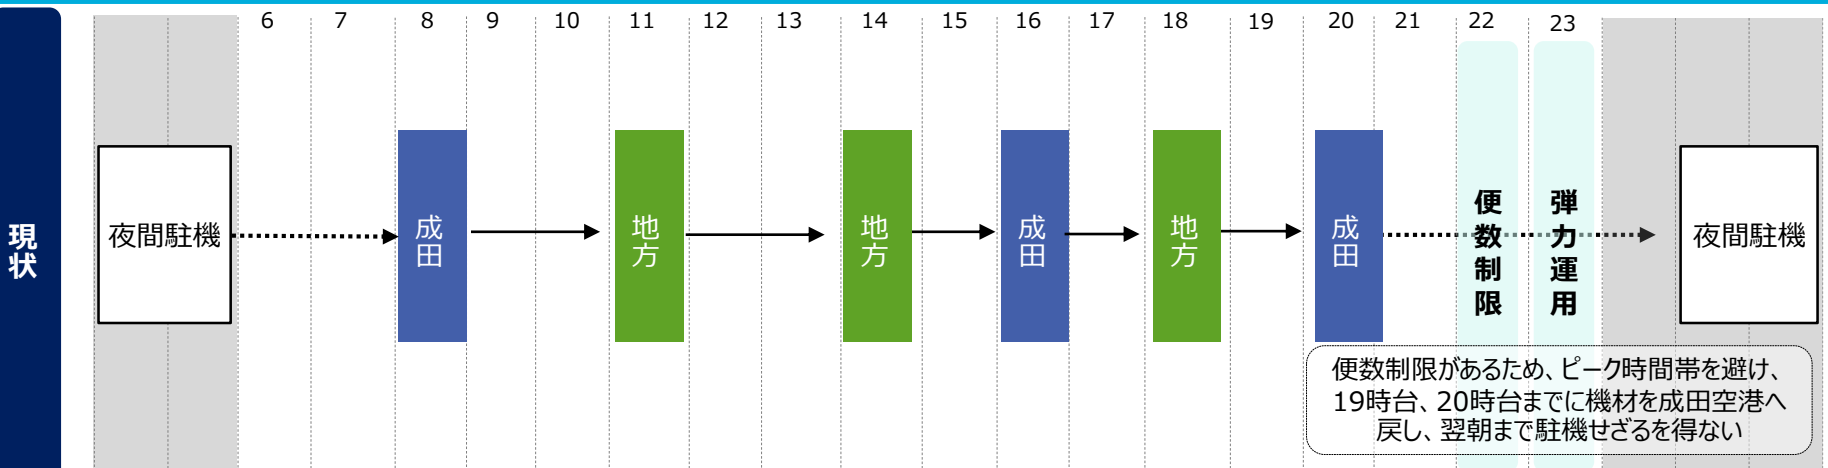 6 7 8 9 10 11 12 13 14 15 16 17 18 19 20 21 22 23
現状
夜間駐機
成田
地方
地方
成田
地方
成田
便数制限
弾力運用
夜間駐機
便数制限があるため、ピーク時間帯を避け、
19時台、20時台までに機材を成田空港へ
戻し、翌朝まで駐機せざるを得ない